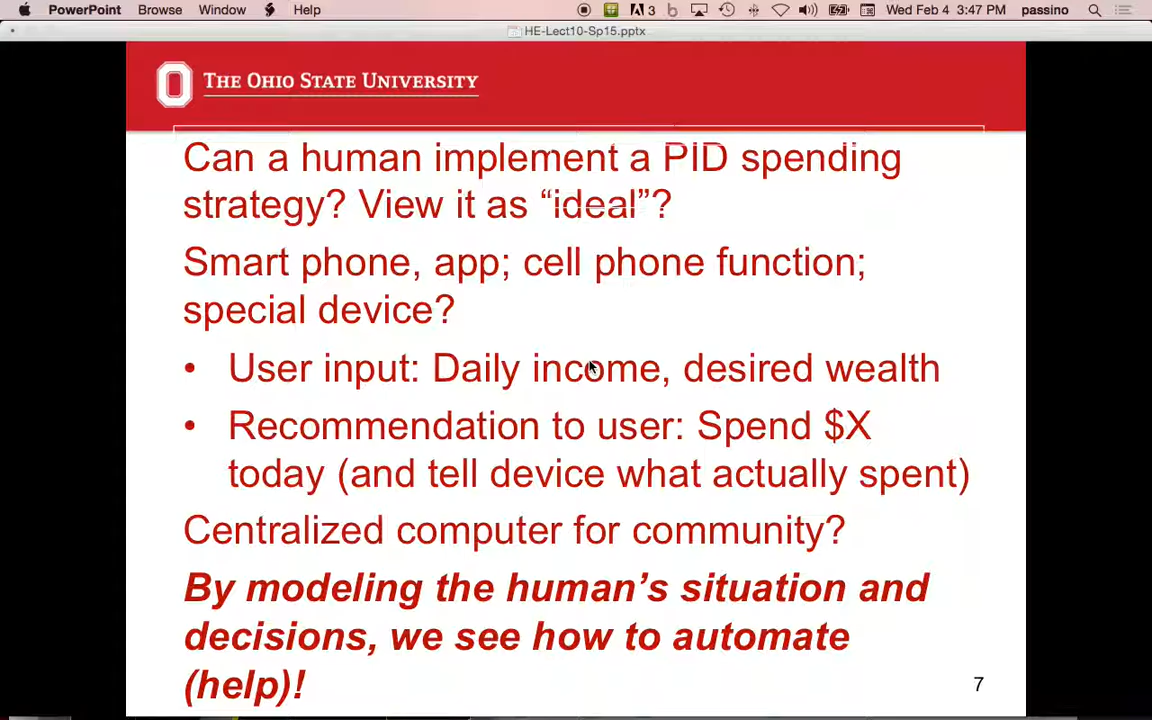 PowerPoint Browse Window Help 3 Wed Feb 4 3:47 PM passino
HE-Lect10-Sp15.pptx
THE OHIO STATE UNIVERSITY
Can a human implement a PID spending
strategy? View it as “ideal”?
Smart phone, app; cell phone function;
special device?
• User input: Daily income, desired wealth
• Recommendation to user: Spend $X
today (and tell device what actually spent)
Centralized computer for community?
By modeling the human’s situation and
decisions, we see how to automate
(help)!
7